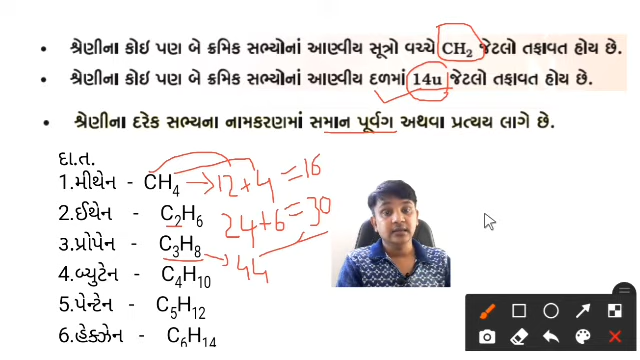 • શ્રેણીના કોઇ પણ બે ક્રમિક સભ્યોનાં આણ્વીય સૂત્રો વચ્ચે CH₂ જેટલો તફાવત હોય છે.
• શ્રેણીના કોઇ પણ બે ક્રમિક સભ્યોનાં આણ્વીય દળમાં 14u જેટલો તફાવત હોય છે.
• શ્રેણીના દરેક સભ્યના નામકરણમાં સમાન પૂર્વગ અથવા પ્રત્યય લાગે છે.
દા.ત.
1.મીથેન - CH₄ → 12 + 4 = 16
2.ઈથેન - C₂H₆ 24 + 6 = 30
3.પ્રોપેન - C₃H₈ → 44
4.બ્યુટેન - C₄H₁₀
5.પેન્ટેન - C₅H₁₂
6.હેક્ઝેન - C₆H₁₄